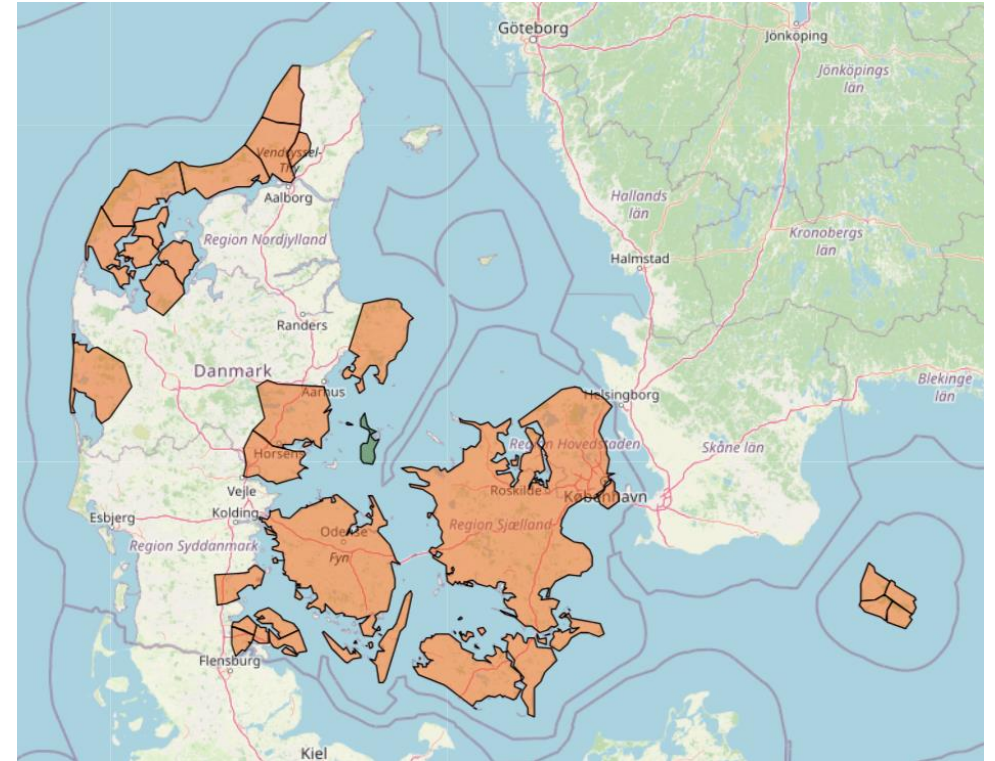 Göteborg
Jönköping
Jönköpings
län
Vendsyssel-
Thy
Aalborg
Hallands
län
Region Nordjylland
Kronobergs
län
Halmstad
Randers
Danmark
Aarhus
Helsingborg
Blekinge
län
Region Hovedstaden
Skåne län
Horsens
Vejle
Roskilde
København
Kolding
Esbjerg
Region Sjælland
Odense
Region Syddanmark
Fyn
Flensburg
Kiel